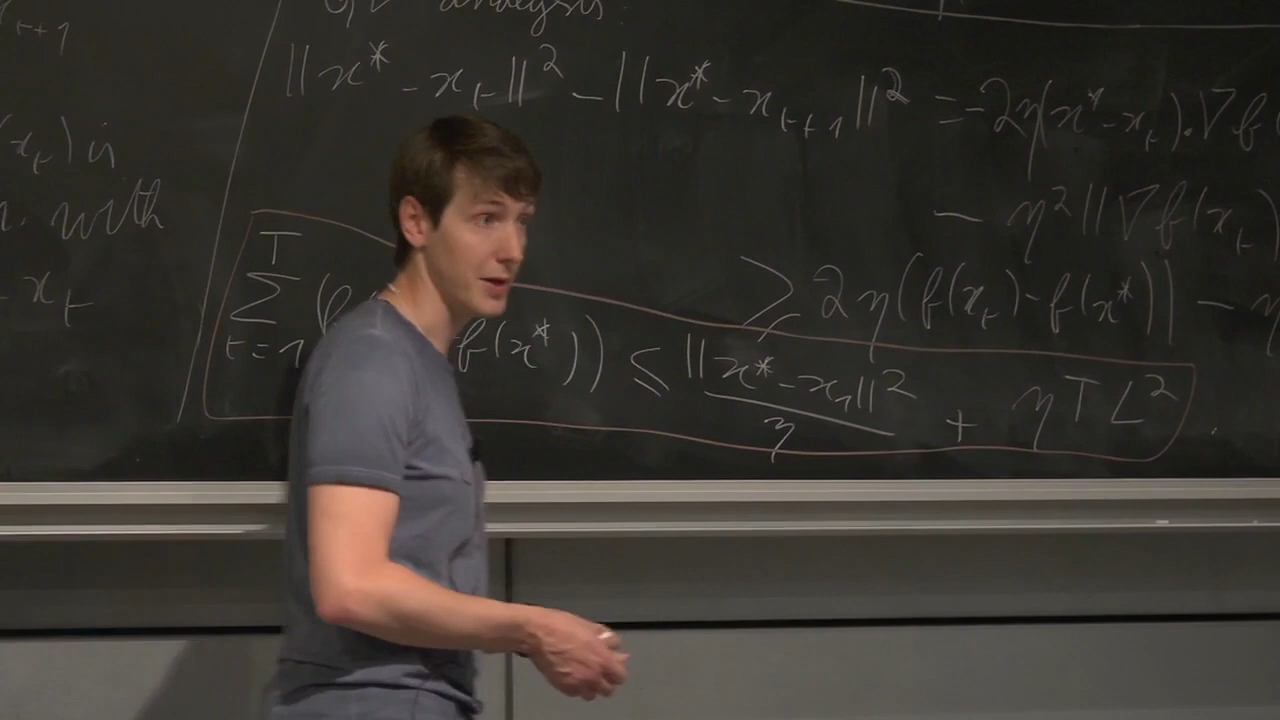 t+1
analysis.
||x* - x_t||² - ||x* - x_{t+1}||² = -2η(x* - x_t).∇f
(x_t) is
with
- η²||∇f(x_t)
- x_t
≥ 2η(f(x_t) - f(x*)) - η
∑_{t=1}^{T} ( f(x*)) ≤ ||x* - x_1||² / η + ηTL²